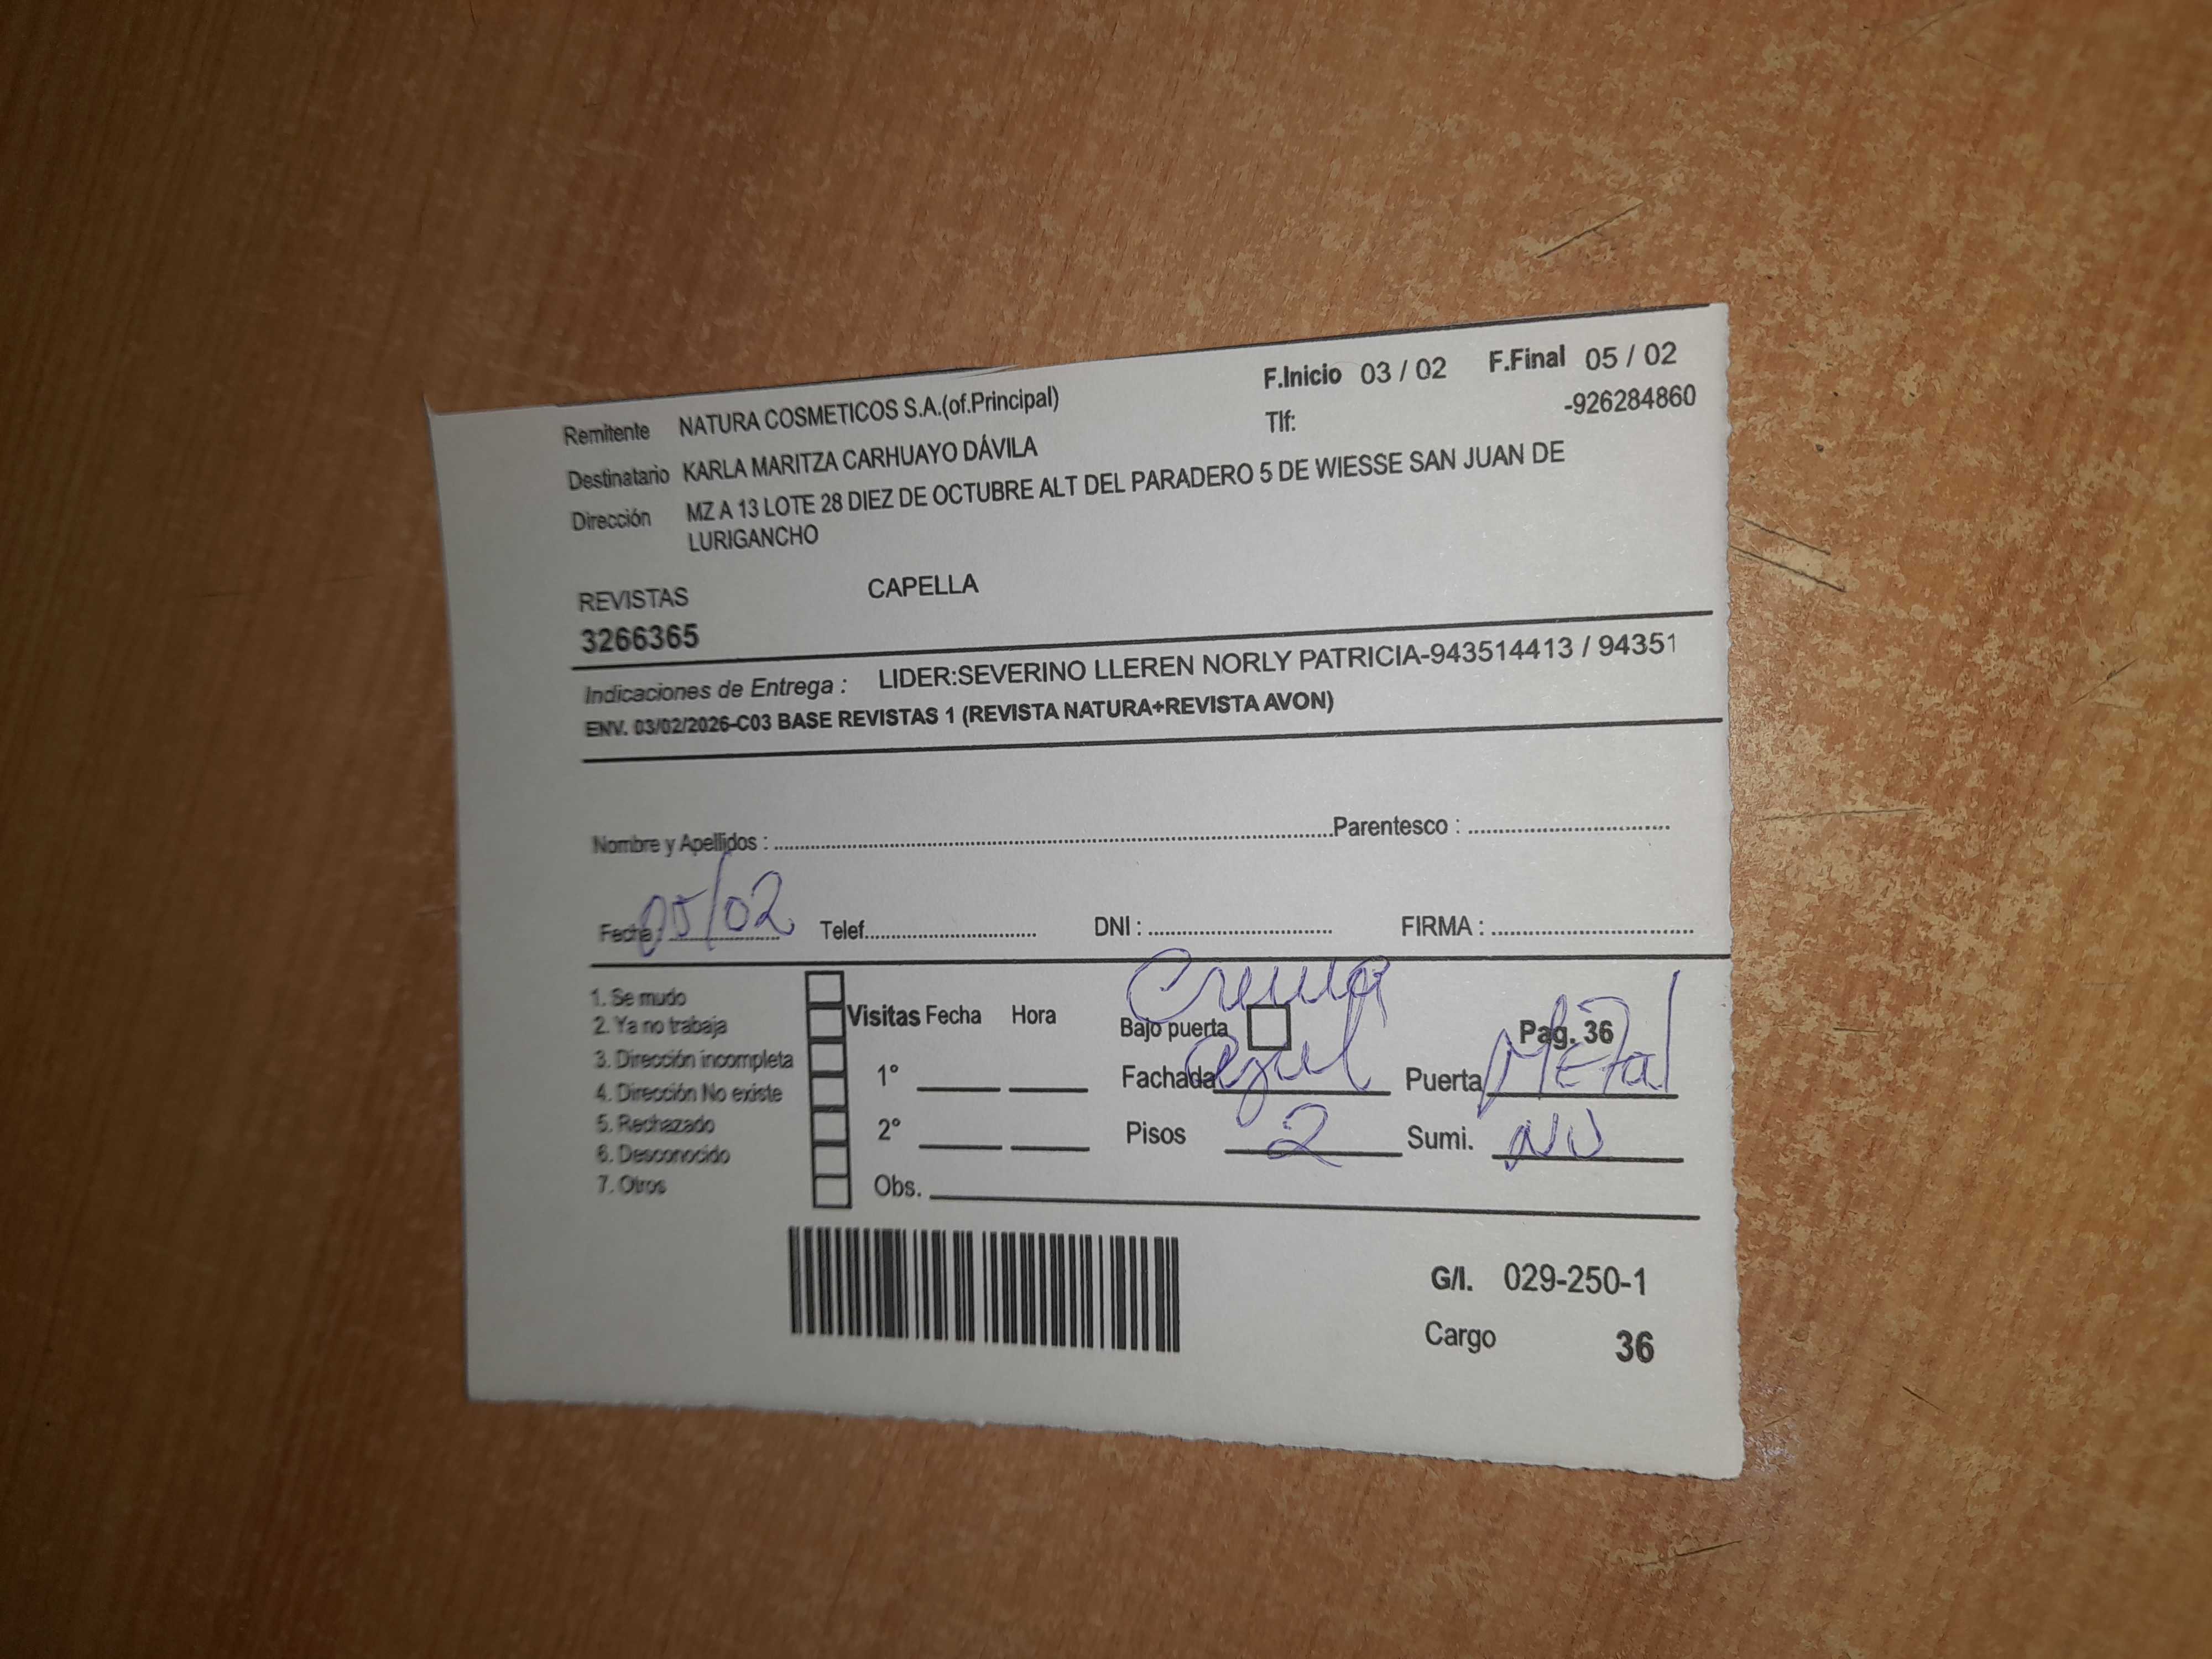 F.Inicio 03 / 02 F.Final 05 / 02
Remitente NATURA COSMETICOS S.A.(of.Principal) Tlf: -926284860
Destinatario KARLA MARITZA CARHUAYO DÁVILA
Dirección MZ A 13 LOTE 28 DIEZ DE OCTUBRE ALT DEL PARADERO 5 DE WIESSE SAN JUAN DE
LURIGANCHO
REVISTAS CAPELLA
3266365
Indicaciones de Entrega : LIDER:SEVERINO LLEREN NORLY PATRICIA-943514413 / 94351
ENV. 03/02/2026-C03 BASE REVISTAS 1 (REVISTA NATURA+REVISTA AVON)
Nombre y Apellidos : Parentesco :
Fecha : 05/02 Telef. DNI : FIRMA :
1. Se mudo
2. Ya no trabaja
3. Dirección incompleta
4. Dirección No existe
5. Rechazado
6. Desconocido
7. Otros
Visitas Fecha Hora
1°
2°
Obs.
Crema
Bajo puerta Pag. 36
Fachada azul Puerta Metal
Pisos 2 Sumi. NO
G/I. 029-250-1
Cargo 36